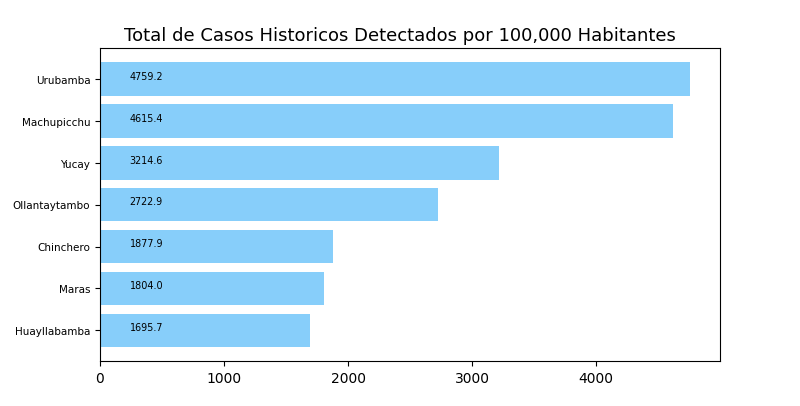 Total de Casos Historicos Detectados por 100,000 Habitantes
Urubamba 4759.2
Machupicchu 4615.4
Yucay 3214.6
Ollantaytambo 2722.9
Chinchero 1877.9
Maras 1804.0
Huayllabamba 1695.7
0 1000 2000 3000 4000